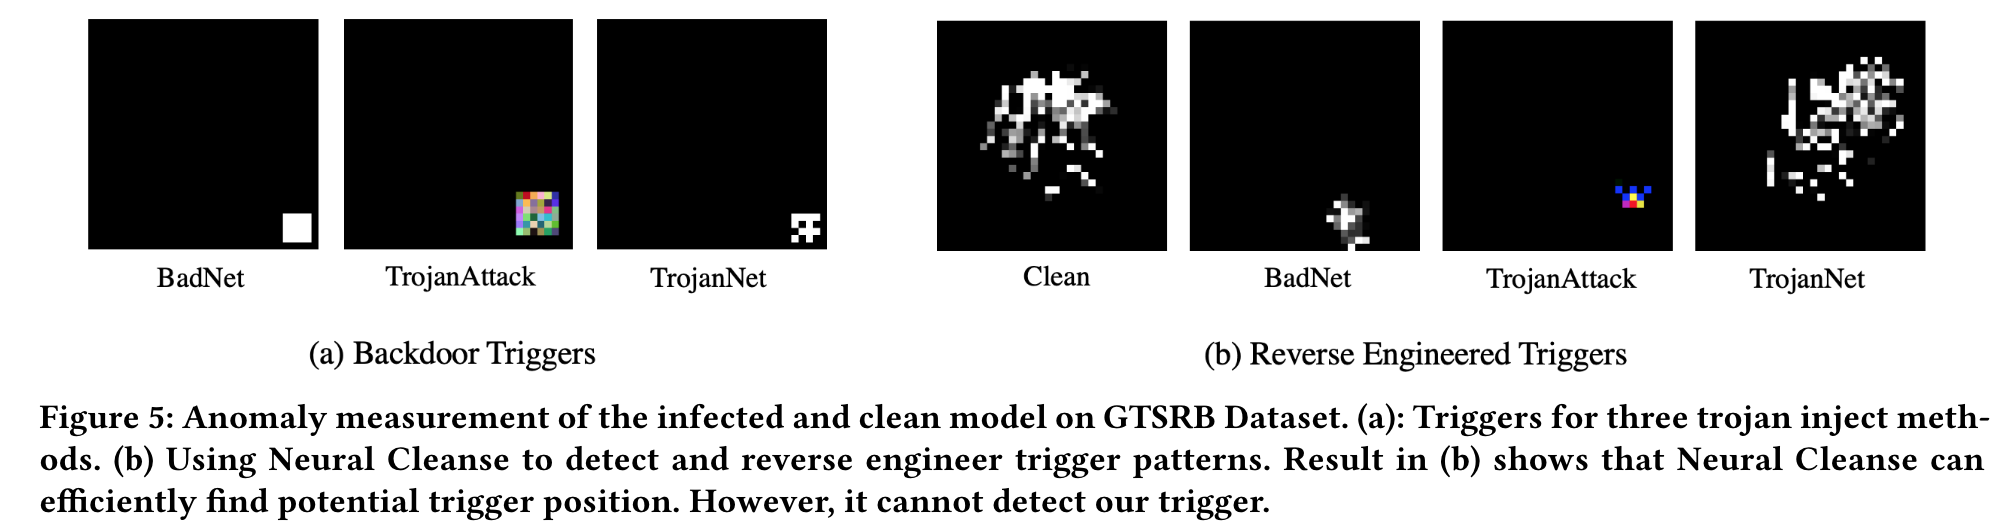 BadNet TrojanAttack TrojanNet Clean BadNet TrojanAttack TrojanNet
(a) Backdoor Triggers (b) Reverse Engineered Triggers
Figure 5: Anomaly measurement of the infected and clean model on GTSRB Dataset. (a): Triggers for three trojan inject meth-
ods. (b) Using Neural Cleanse to detect and reverse engineer trigger patterns. Result in (b) shows that Neural Cleanse can
efficiently find potential trigger position. However, it cannot detect our trigger.